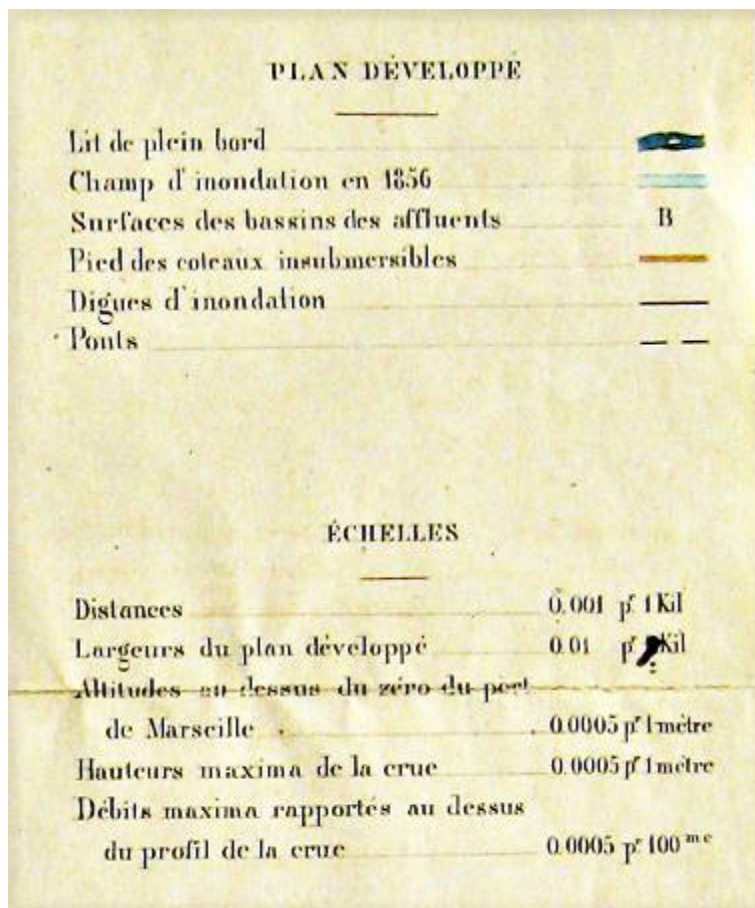 PLAN DÉVELOPPÉ
Lit de plein bord
Champ d'inondation en 1856
Surfaces des bassins des affluents B
Pied des coteaux insubmersibles
Digues d'inondation
Ponts
ÉCHELLES
Distances 0.001 pr 1 Kil
Largeurs du plan développé 0.01 pr Kil
Altitudes au dessus du zéro du port
de Marseille 0.0005 pr 1 mètre
Hauteurs maxima de la crue 0.0005 pr 1 mètre
Débits maxima rapportés au dessus
du profil de la crue 0.0005 pr 100 mc